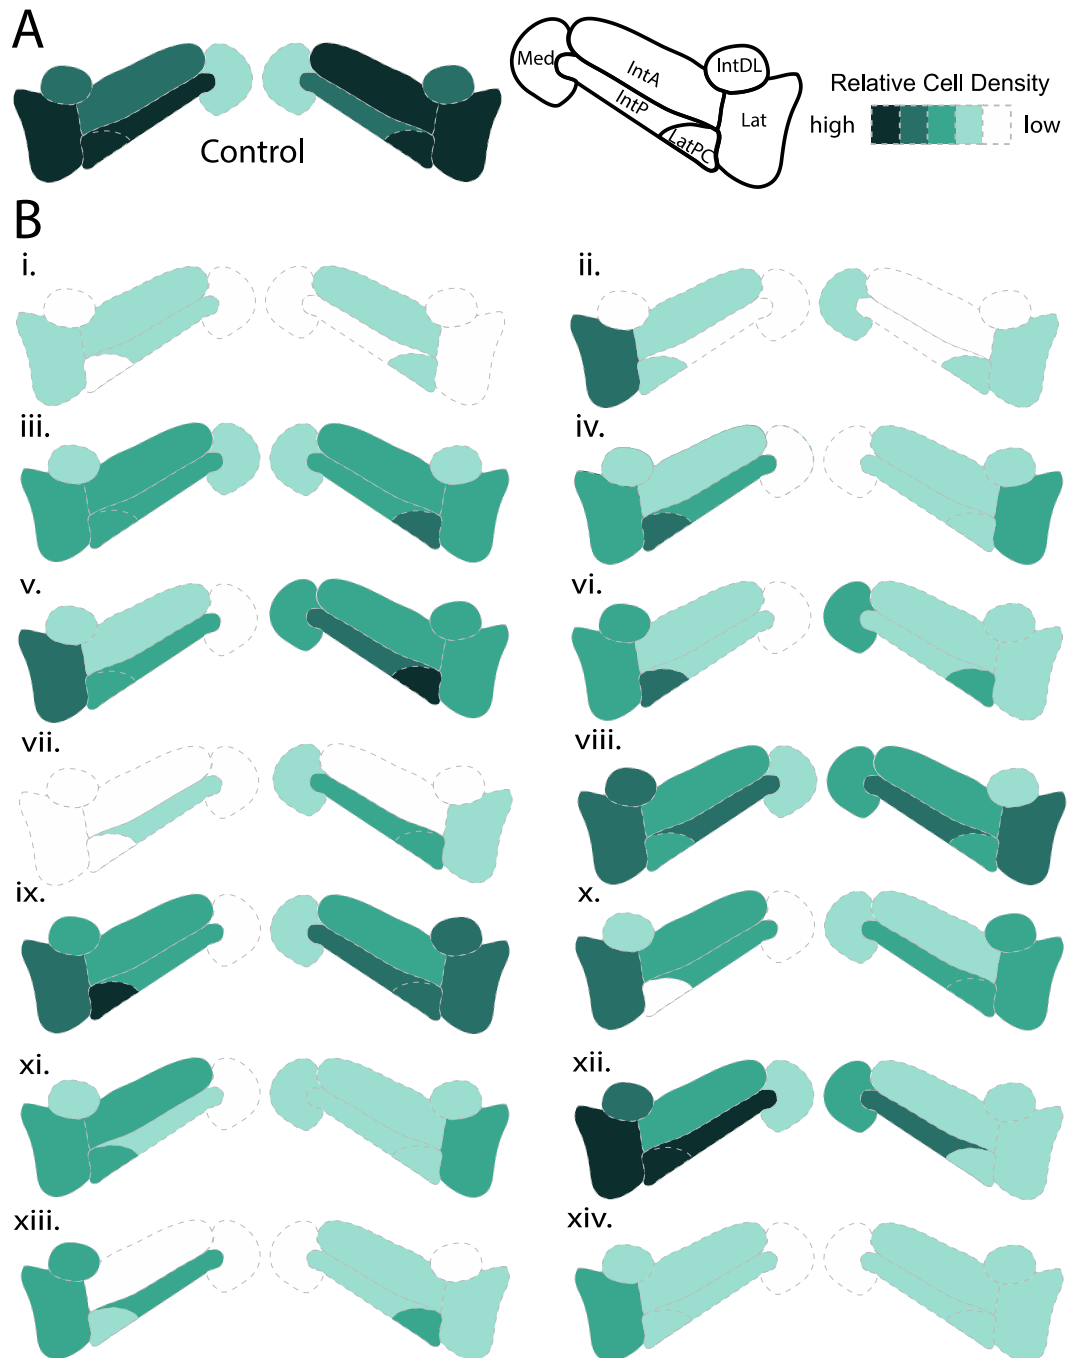 A
Control
Med
IntA
IntP
IntDL
Lat
LatPC
Relative Cell Density
high
low
B
i.
ii.
iii.
iv.
v.
vi.
vii.
viii.
ix.
x.
xi.
xii.
xiii.
xiv.